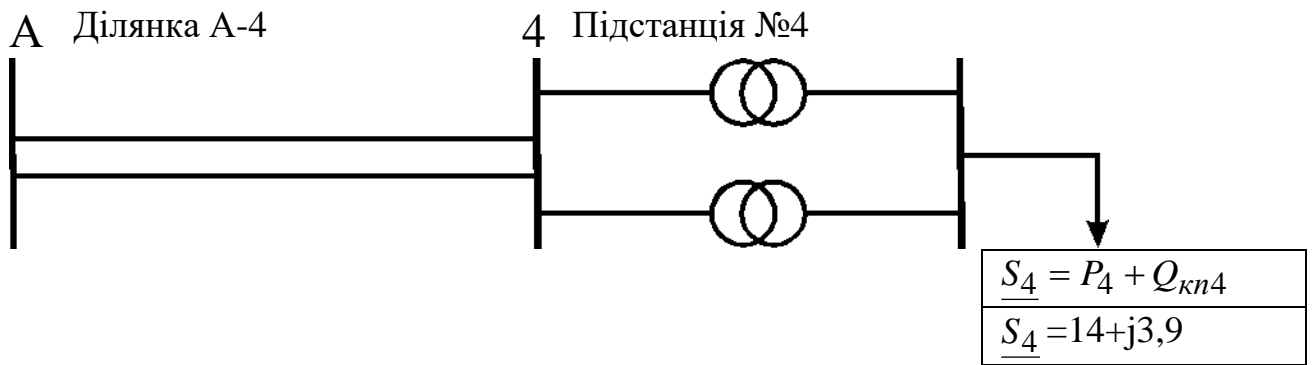 А Ділянка А-4 4 Підстанція №4
S4 = P4 + Qкп4
S4 =14+j3,9